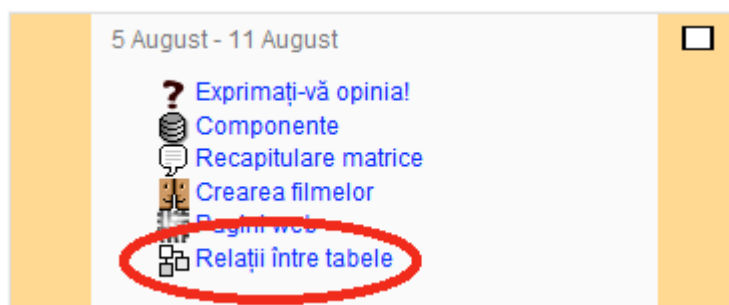 5 August - 11 August
Exprimați-vă opinia!
Componente
Recapitulare matrice
Crearea filmelor
Pagini web
Relații între tabele